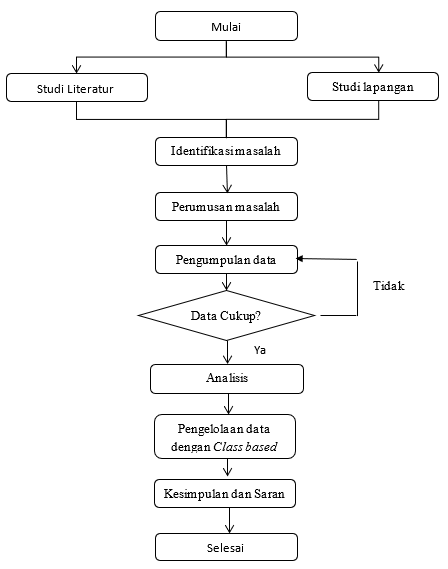 Mulai
Studi Literatur
Studi lapangan
Identifikasi masalah
Perumusan masalah
Pengumpulan data
Tidak
Data Cukup?
Ya
Analisis
Pengelolaan data
dengan Class based
Kesimpulan dan Saran
Selesai